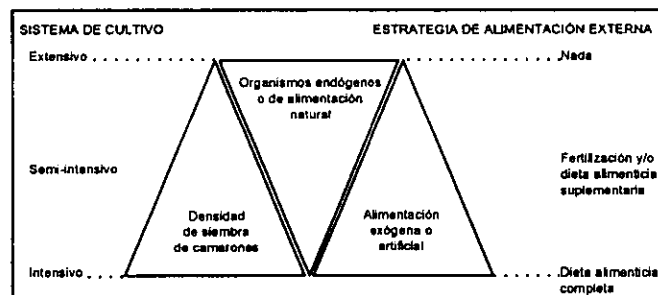 SISTEMA DE CULTIVO
ESTRATEGIA DE ALIMENTACIÓN EXTERNA
Extensivo
Nada
Organismos endógenos
o de alimentación
natural
Semi-intensivo
Fertilización y/o
dieta alimenticia
suplementaria
Densidad
de siembra
de camarones
Alimentación
exógena o
artificial
Intensivo
Dieta alimenticia
completa